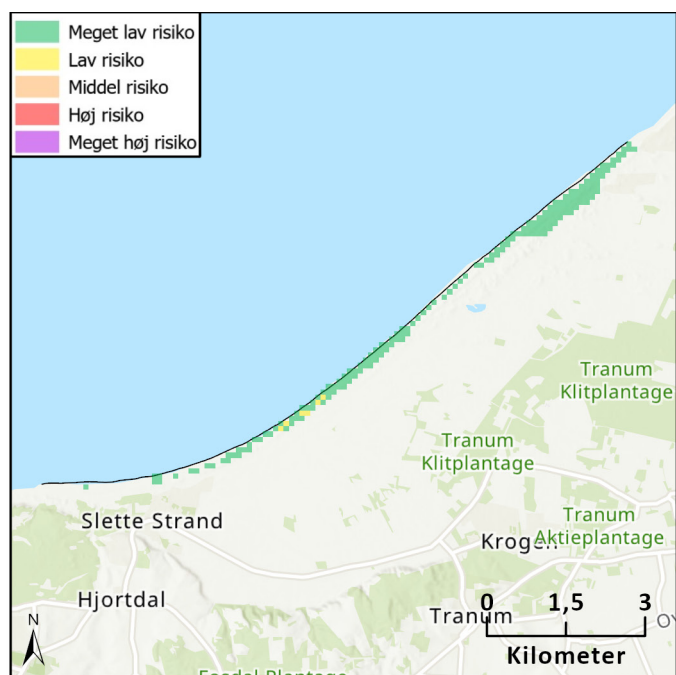 Meget lav risiko
Lav risiko
Middel risiko
Høj risiko
Meget høj risiko
Tranum
Klitplantage
Tranum
Klitplantage
Slette Strand
Tranum
Aktieplantage
Krogen
Hjortdal
Tranum
0 1,5 3
Kilometer
N